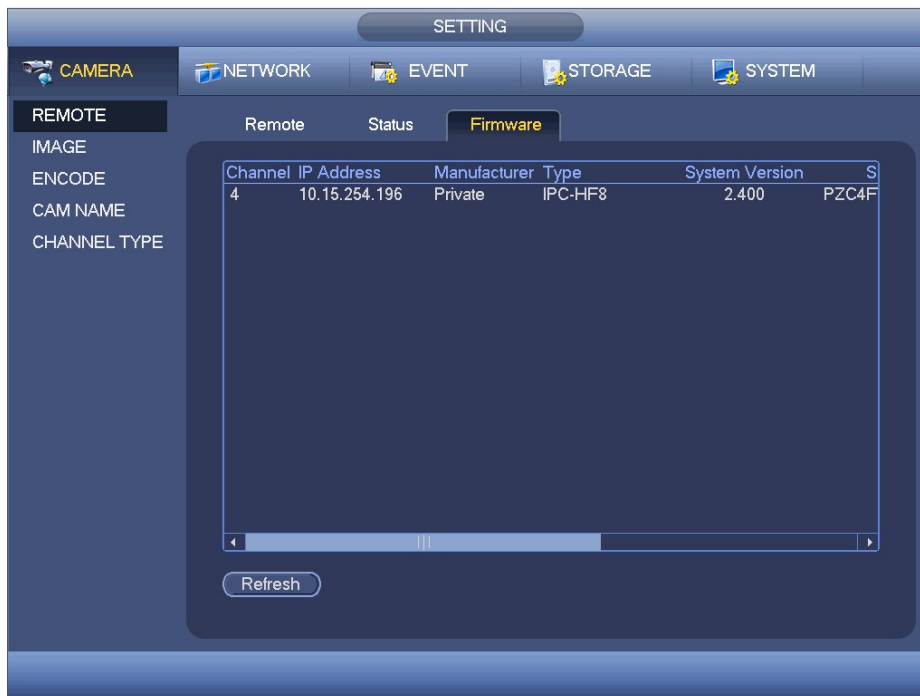 SETTING
CAMERA NETWORK EVENT STORAGE SYSTEM
REMOTE
IMAGE
ENCODE
CAM NAME
CHANNEL TYPE
Remote Status Firmware
Channel IP Address Manufacturer Type System Version S
4 10.15.254.196 Private IPC-HF8 2.400 PZC4F
Refresh